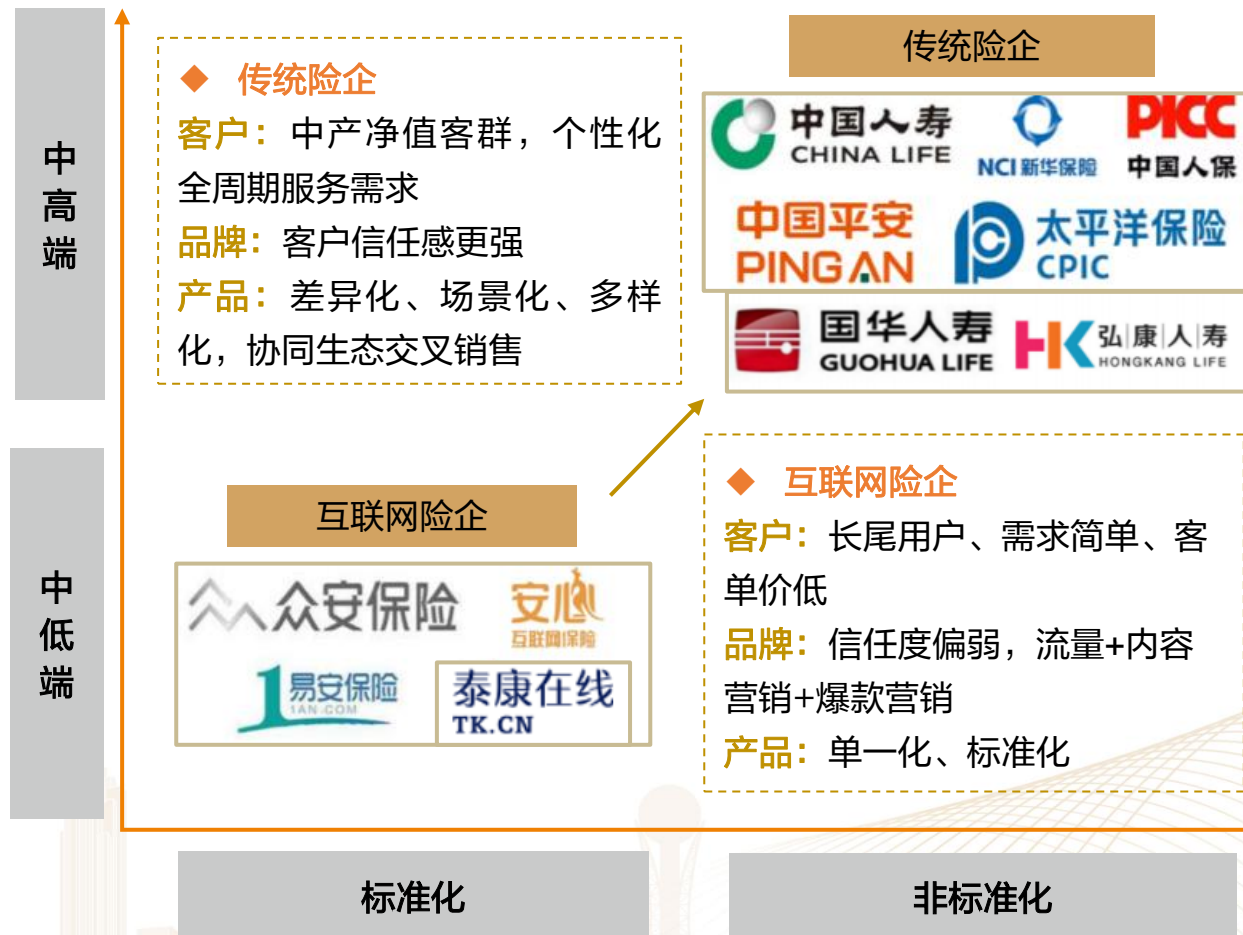 中高端
◆ 传统险企
客户：中产净值客群，个性化
全周期服务需求
品牌：客户信任感更强
产品：差异化、场景化、多样
化，协同生态交叉销售
传统险企
中国人寿
CHINA LIFE
NCI 新华保险
PICC
中国人保
中国平安
PING AN
太平洋保险
CPIC
国华人寿
GUOHUA LIFE
HK
弘|康|人|寿
HONGKANG LIFE
中低端
互联网险企
众安保险
安心
互联网保险
易安保险
1AN.COM
泰康在线
TK.CN
◆ 互联网险企
客户：长尾用户、需求简单、客
单价低
品牌：信任度偏弱，流量+内容
营销+爆款营销
产品：单一化、标准化
标准化
非标准化